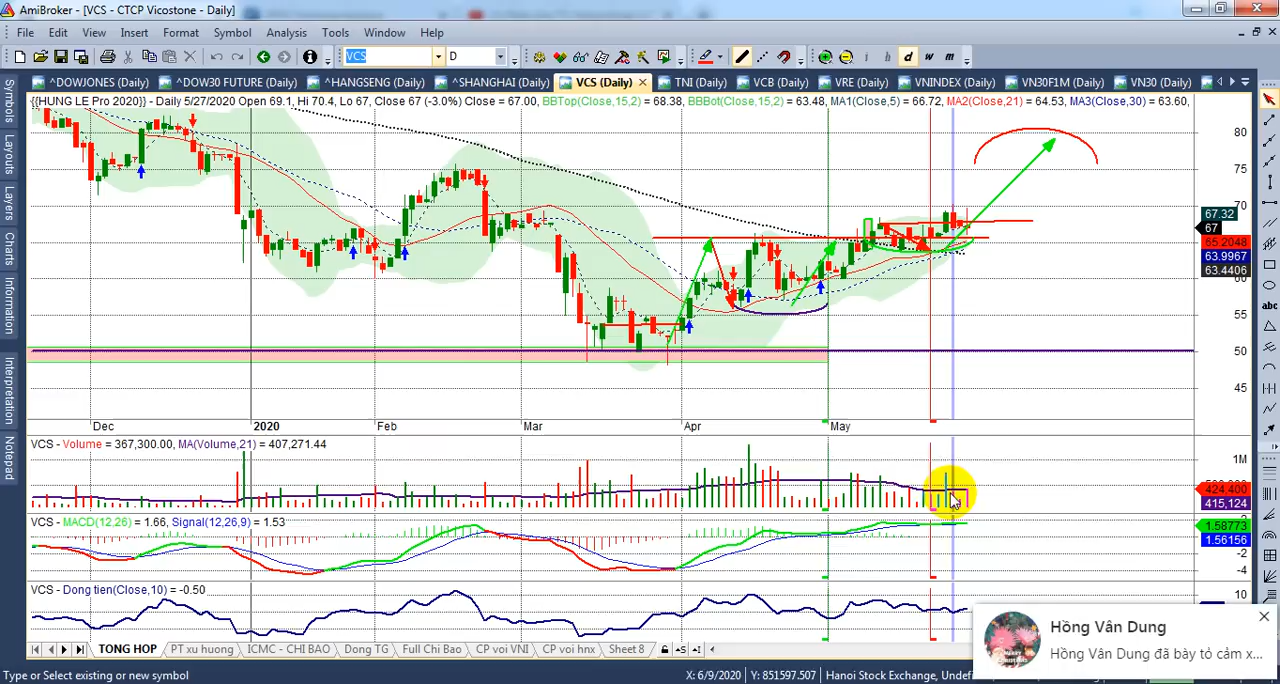 AmiBroker - [VCS - CTCP Vicostone - Daily]
File Edit View Insert Format Symbol Analysis Tools Window Help
VCS D h d w m
^DOWJONES (Daily) ^DOW30 FUTURE (Daily) ^HANGSENG (Daily) ^SHANGHAI (Daily) VCS (Daily) TNI (Daily) VCB (Daily) VRE (Daily) VNINDEX (Daily) VN30F1M (Daily) VN30 (Daily)
{{HUNG LE Pro 2020}} - Daily 5/27/2020 Open 69.1, Hi 70.4, Lo 67, Close 67 (-3.0%) Close = 67.00, BBTop(Close,15,2) = 68.38, BBBot(Close,15,2) = 63.48, MA1(Close,5) = 66.72, MA2(Close,21) = 64.53, MA3(Close,30) = 63.60,
Symbols
Layouts
Layers
Charts
Information
Interpretation
Notepad
abc
80
75
70
67.32
67
65.2048
63.9967
63.4406
60
55
50
45
Dec 2020 Feb Mar Apr May
VCS - Volume = 367,300.00, MA(Volume,21) = 407,271.44
1M
424,400
415,124
VCS - MACD(12,26) = 1.66, Signal(12,26,9) = 1.53
1.58773
1.56156
-2
-4
VCS - Dong tien(Close,10) = -0.50
10
TONG HOP PT xu huong ICMC - CHI BAO Dong TG Full Chi Bao CP voi VNI CP voi hnx Sheet 8
Hồng Vân Dung
Hồng Vân Dung đã bày tỏ cảm x...
Type or Select existing or new symbol X: 6/9/2020 Y: 851597.507 Hanoi Stock Exchange, Undef